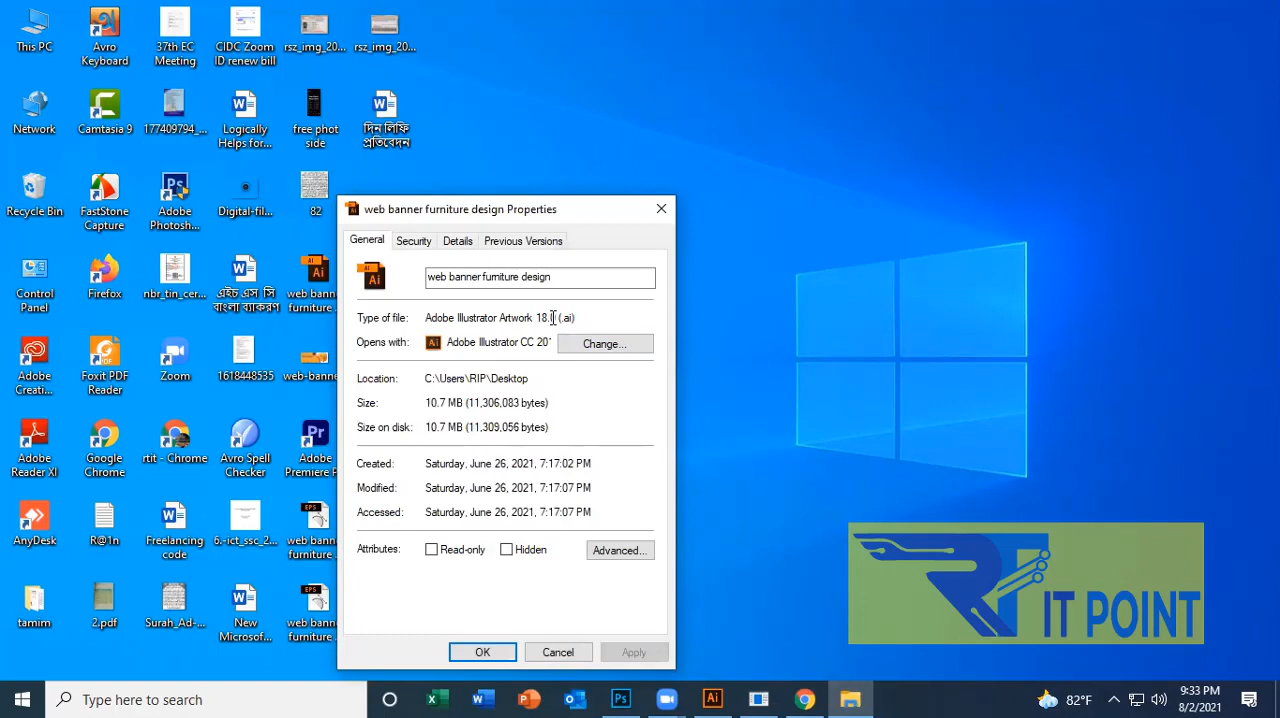 This PC
Avro
Keyboard
37th EC
Meeting
CIDC Zoom
ID renew bill
rsz_img_20...
rsz_img_20...
Network
Camtasia 9
177409794_...
Logically
Helps for...
free phot
side
দিন লিফি
প্রতিবেদন
Recycle Bin
FastStone
Capture
Adobe
Photosh...
Digital-fil...
82
Control
Panel
Firefox
nbr_tin_cer...
এইচ এস সি
বাংলা ব্যাকরণ
web bann
furniture
Adobe
Creati...
Foxit PDF
Reader
Zoom
1618448535
web-banne
Adobe
Reader XI
Google
Chrome
rtit - Chrome
Avro Spell
Checker
Adobe
Premiere P
AnyDesk
R@1n
Freelancing
code
6.-ict_ssc_2...
web bann
furniture
tamim
2.pdf
Surah_Ad-...
New
Microsof...
web bann
furniture
web banner furniture design Properties
General
Security
Details
Previous Versions
web banner furniture design
Type of file: Adobe Illustrator Artwork 18. (.ai)
Opens with: Adobe Illustrator CC 20
Change...
Location: C:\Users\RIP\Desktop
Size: 10.7 MB (11,306,083 bytes)
Size on disk: 10.7 MB (11,309,056 bytes)
Created: Saturday, June 26, 2021, 7:17:02 PM
Modified: Saturday, June 26, 2021, 7:17:07 PM
Accessed: Saturday, June 26, 2021, 7:17:07 PM
Attributes: Read-only Hidden Advanced...
OK Cancel Apply
RT
IT POINT
Type here to search
82°F
9:33 PM
8/2/2021